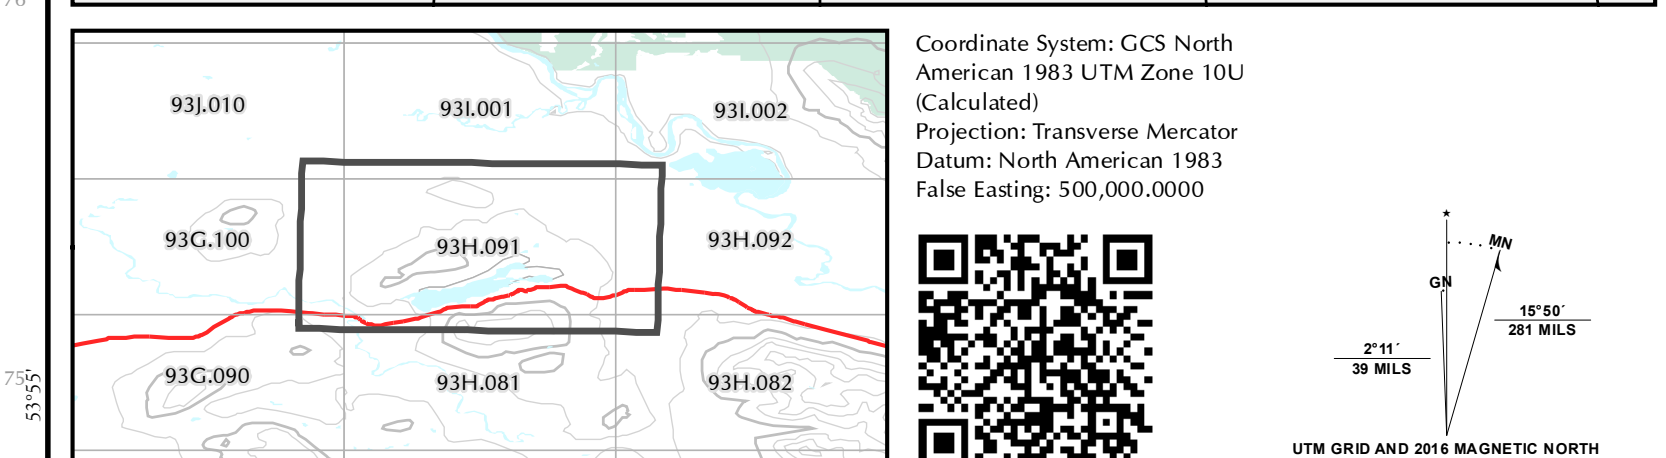 76
93J.010
93I.001
93I.002
93G.100
93H.091
93H.092
93G.090
93H.081
93H.082
75
53°55'
Coordinate System: GCS North
American 1983 UTM Zone 10U
(Calculated)
Projection: Transverse Mercator
Datum: North American 1983
False Easting: 500,000.0000
MN
GN
15°50´
281 MILS
2°11´
39 MILS
UTM GRID AND 2016 MAGNETIC NORTH